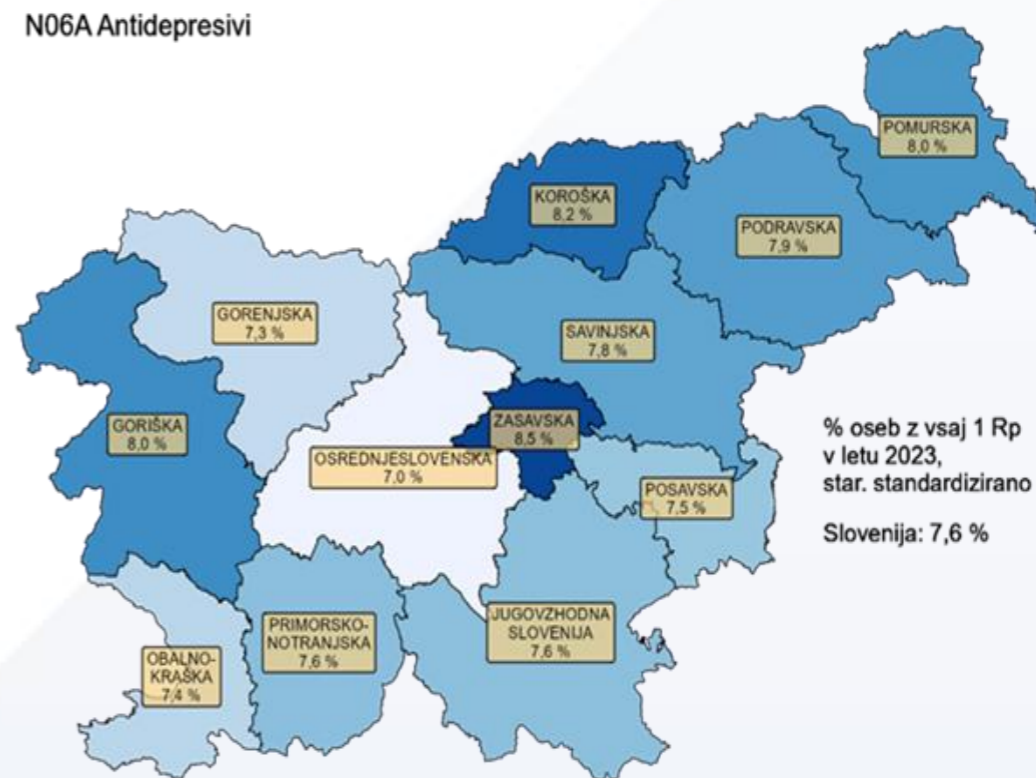 N06A Antidepresivi
POMURSKA
8,0 %
KOROŠKA
8,2 %
PODRAVSKA
7,9 %
GORENJSKA
7,3 %
SAVINJSKA
7,8 %
GORIŠKA
8,0 %
ZASAVSKA
8,5 %
OSREDNJESLOVENSKA
7,0 %
POSAVSKA
7,5 %
% oseb z vsaj 1 Rp
v letu 2023,
star. standardizirano
Slovenija: 7,6 %
PRIMORSKO-
NOTRANJSKA
7,6 %
JUGOVZHODNA
SLOVENIJA
7,6 %
OBALNO-
KRAŠKA
7,4 %